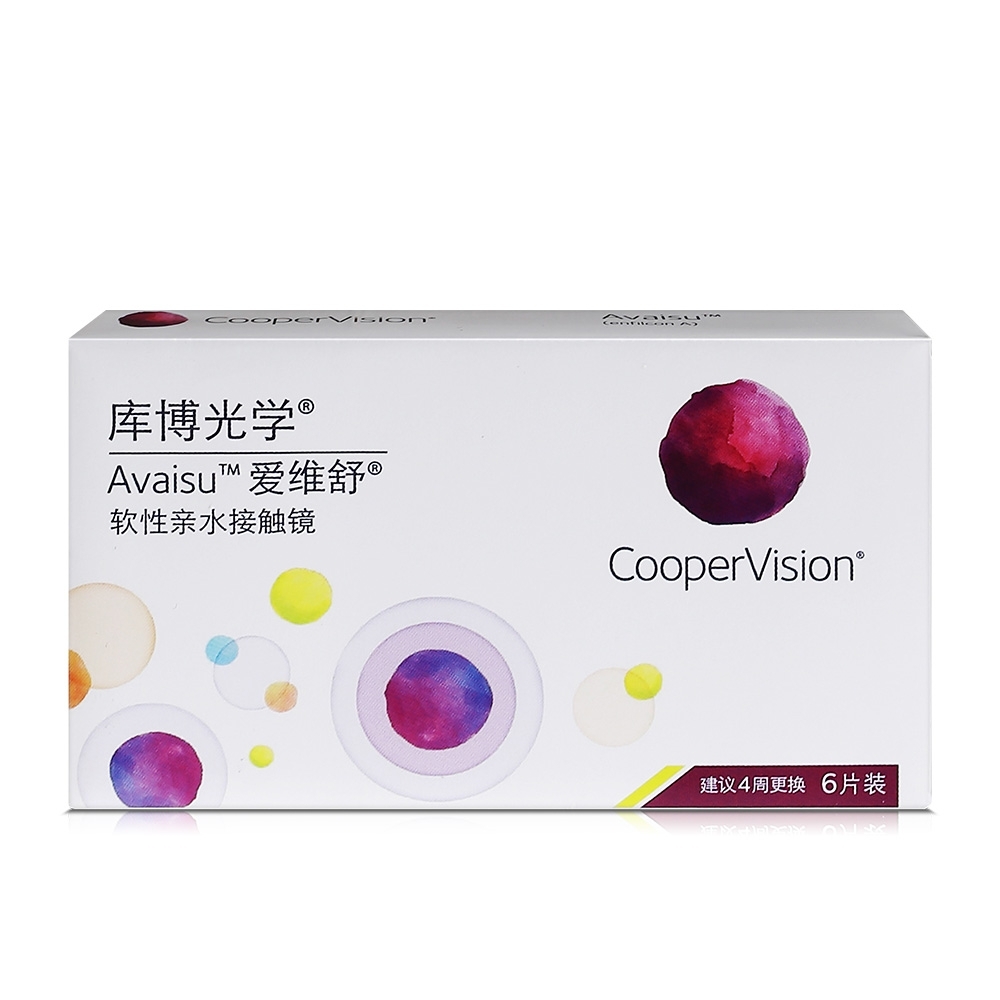 CooperVision®
Avaisu™
(enfilcon A)
库博光学®
Avaisu™ 爱维舒®
软性亲水接触镜
CooperVision®
建议4周更换 6片装